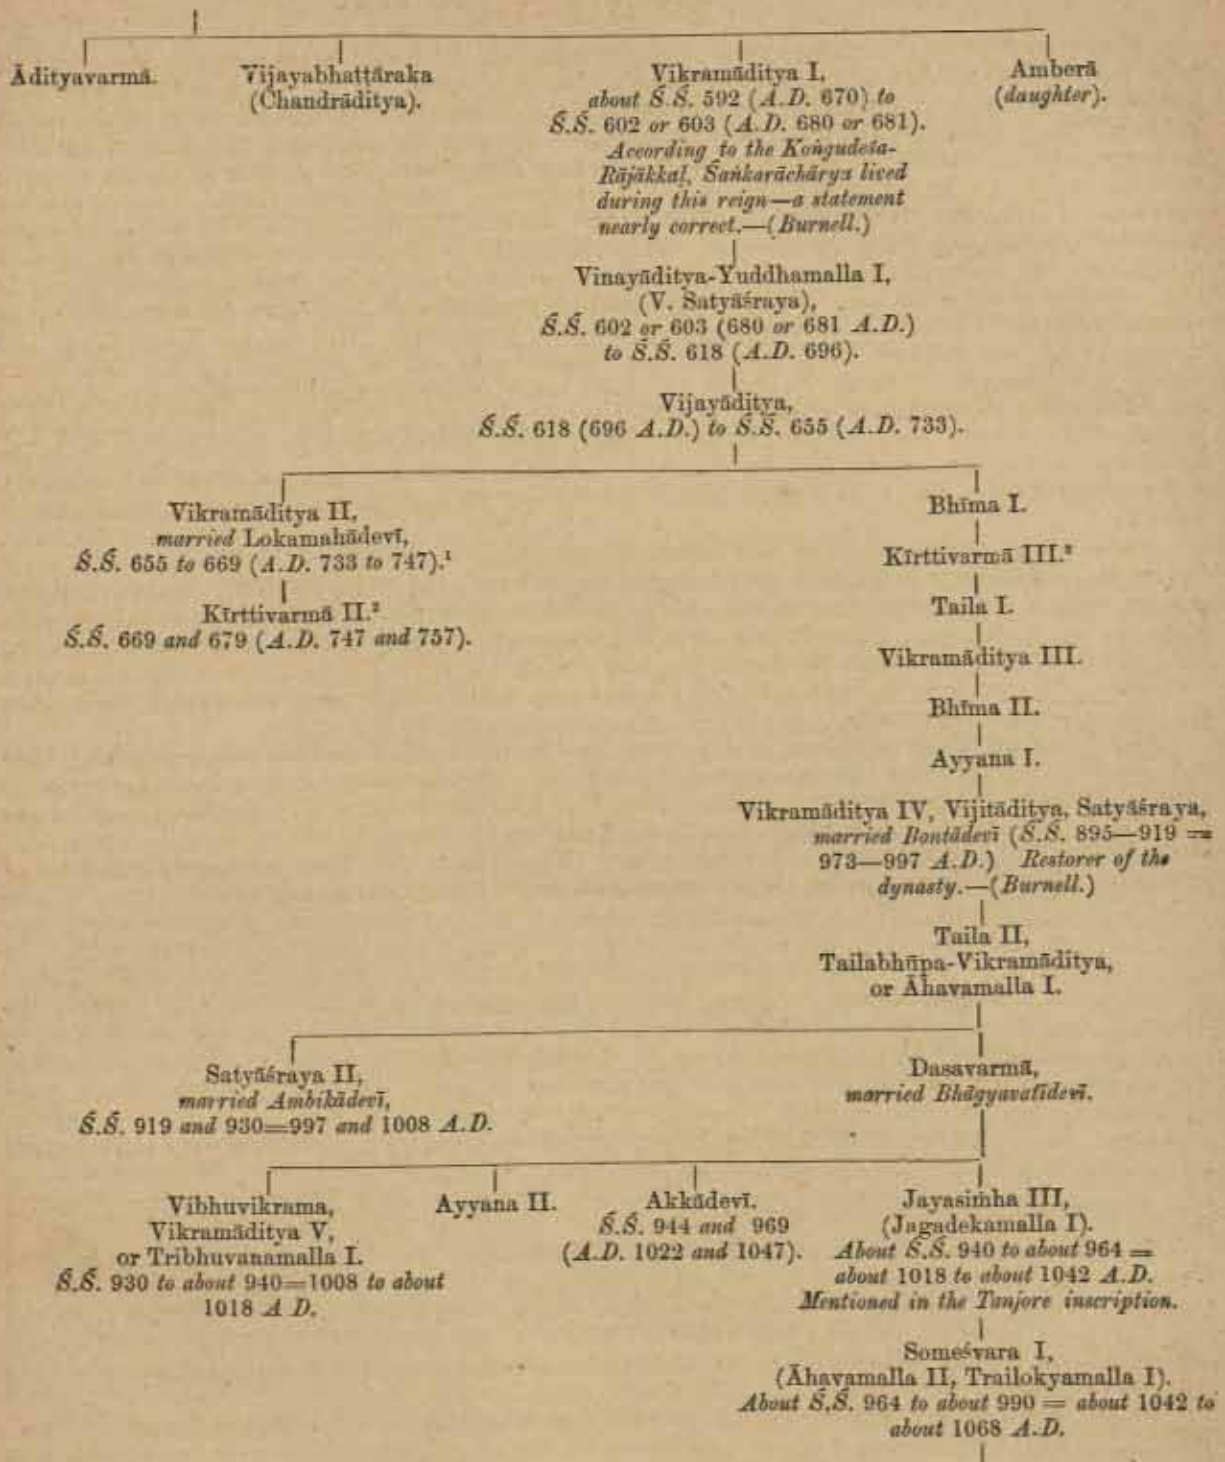 Ādityavarmā.
Vijayabhaṭṭāraka
(Chandrāditya).
Vikramāditya I,
about Ś.Ś. 592 (A.D. 670) to
Ś.Ś. 602 or 603 (A.D. 680 or 681).
According to the Koṅgudeśa-
Rājākkaḷ, Śaṅkarāchārya lived
during this reign—a statement
nearly correct.—(Burnell.)
Amberā
(daughter).
Vinayāditya-Yuddhamalla I,
(V. Satyāśraya),
Ś.Ś. 602 or 603 (680 or 681 A.D.)
to Ś.Ś. 618 (A.D. 696).
Vijayāditya,
Ś.Ś. 618 (696 A.D.) to Ś.Ś. 655 (A.D. 733).
Vikramāditya II,
married Lokamahādevī,
Ś.Ś. 655 to 669 (A.D. 733 to 747).¹
Kīrttivarmā II.²
Ś.Ś. 669 and 679 (A.D. 747 and 757).
Bhīma I.
Kīrttivarmā III.²
Taila I.
Vikramāditya III.
Bhīma II.
Ayyana I.
Vikramāditya IV, Vijitāditya, Satyāśraya,
married Bontādevī (Ś.Ś. 895—919 =
973—997 A.D.) Restorer of the
dynasty.—(Burnell.)
Taila II,
Tailabhūpa-Vikramāditya,
or Āhavamalla I.
Satyāśraya II,
married Ambikādevī,
Ś.Ś. 919 and 930=997 and 1008 A.D.
Dasavarmā,
married Bhāgyavatīdevī.
Vibhuvikrama,
Vikramāditya V,
or Tribhuvanamalla I.
Ś.Ś. 930 to about 940=1008 to about
1018 A D.
Ayyana II.
Akkādevī.
Ś.Ś. 944 and 969
(A.D. 1022 and 1047).
Jayasiṁha III,
(Jagadekamalla I).
About Ś.Ś. 940 to about 964 =
about 1018 to about 1042 A.D.
Mentioned in the Tanjore inscription.
Someśvara I,
(Āhavamalla II, Trailokyamalla I).
About Ś.Ś. 964 to about 990 = about 1042 to
about 1068 A.D.